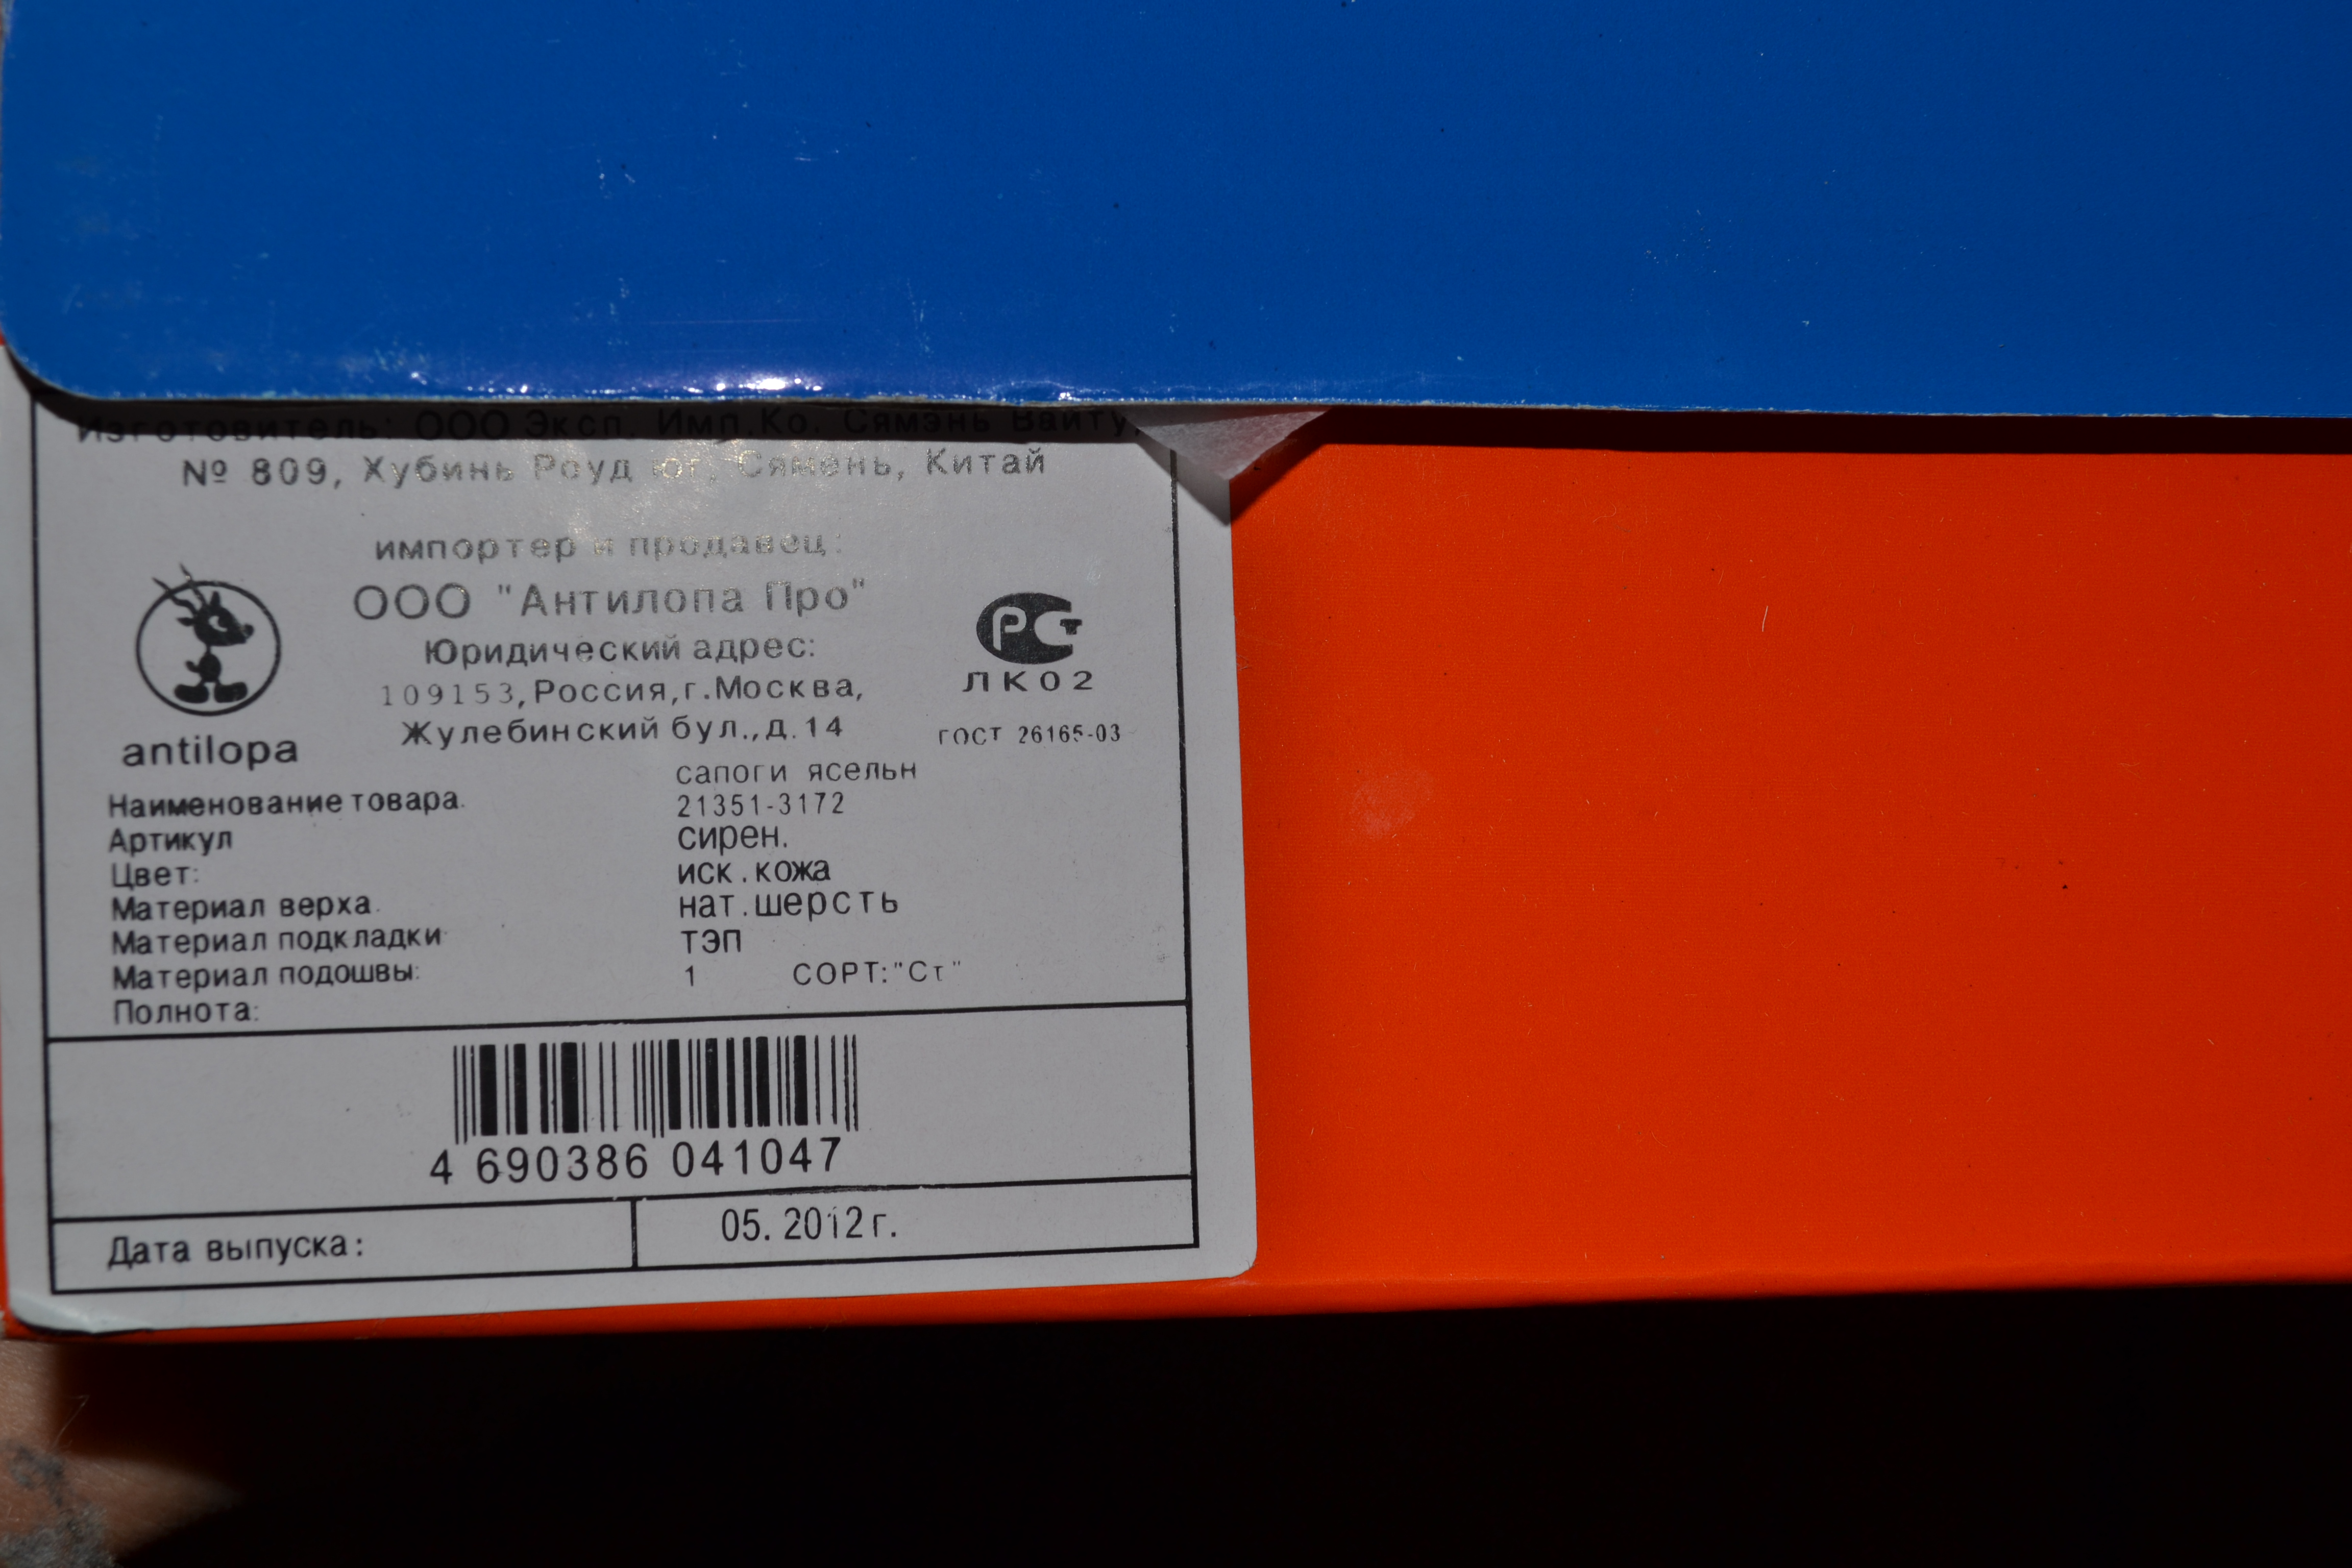 Изготовитель: ООО Эксп. Имп.Ко. Сямэнь Вайту,
№ 809, Хубинь Роуд юг, Сямень, Китай
импортер и продавец:
ООО "Антилопа Про"
Юридический адрес:
109153,Россия,г.Москва,
Жулебинский бул.,д.14
antilopa
РСт
ЛК02
ГОСТ 26165-03
сапоги ясельн
Наименование товара.
21351-3172
Артикул
сирен.
Цвет:
иск.кожа
Материал верха.
нат.шерсть
Материал подкладки
ТЭП
Материал подошвы:
1 СОРТ:"Ст"
Полнота:
4 690386 041047
Дата выпуска: 05.2012г.